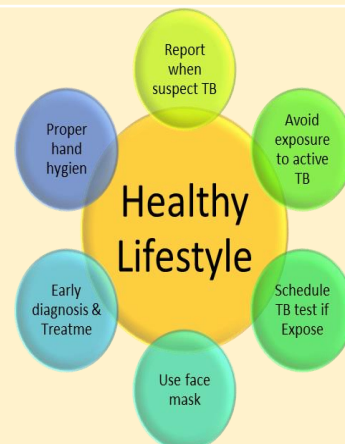 Report
when
suspect TB
Avoid
exposure
to active
TB
Proper
hand
hygien
Healthy
Lifestyle
Early
diagnosis &
Treatme
Schedule
TB test if
Expose
Use face
mask